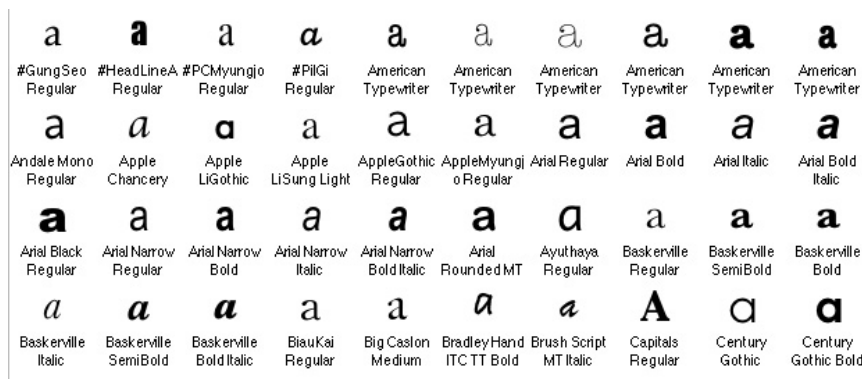 a a a a a a a a a a
#GungSeo #HeadLineA #PCMyungjo #PilGi American American American American American American
Regular Regular Regular Regular Typewriter Typewriter Typewriter Typewriter Typewriter Typewriter
a a a a a a a a a a
Andale Mono Apple Apple Apple AppleGothic AppleMyungj Arial Regular Arial Bold Arial Italic Arial Bold
Regular Chancery LiGothic LiSung Light Regular o Regular Italic
a a a a a a a a a a
Arial Black Arial Narrow Arial Narrow Arial Narrow Arial Narrow Arial Ayuthaya Baskerville Baskerville Baskerville
Regular Regular Bold Italic Bold Italic Rounded MT Regular Regular SemiBold Bold
a a a a a a a A a a
Baskerville Baskerville Baskerville BiauKai Big Caslon Bradley Hand Brush Script Capitals Century Century
Italic SemiBold Bold Italic Regular Medium ITC TT Bold MT Italic Regular Gothic Gothic Bold